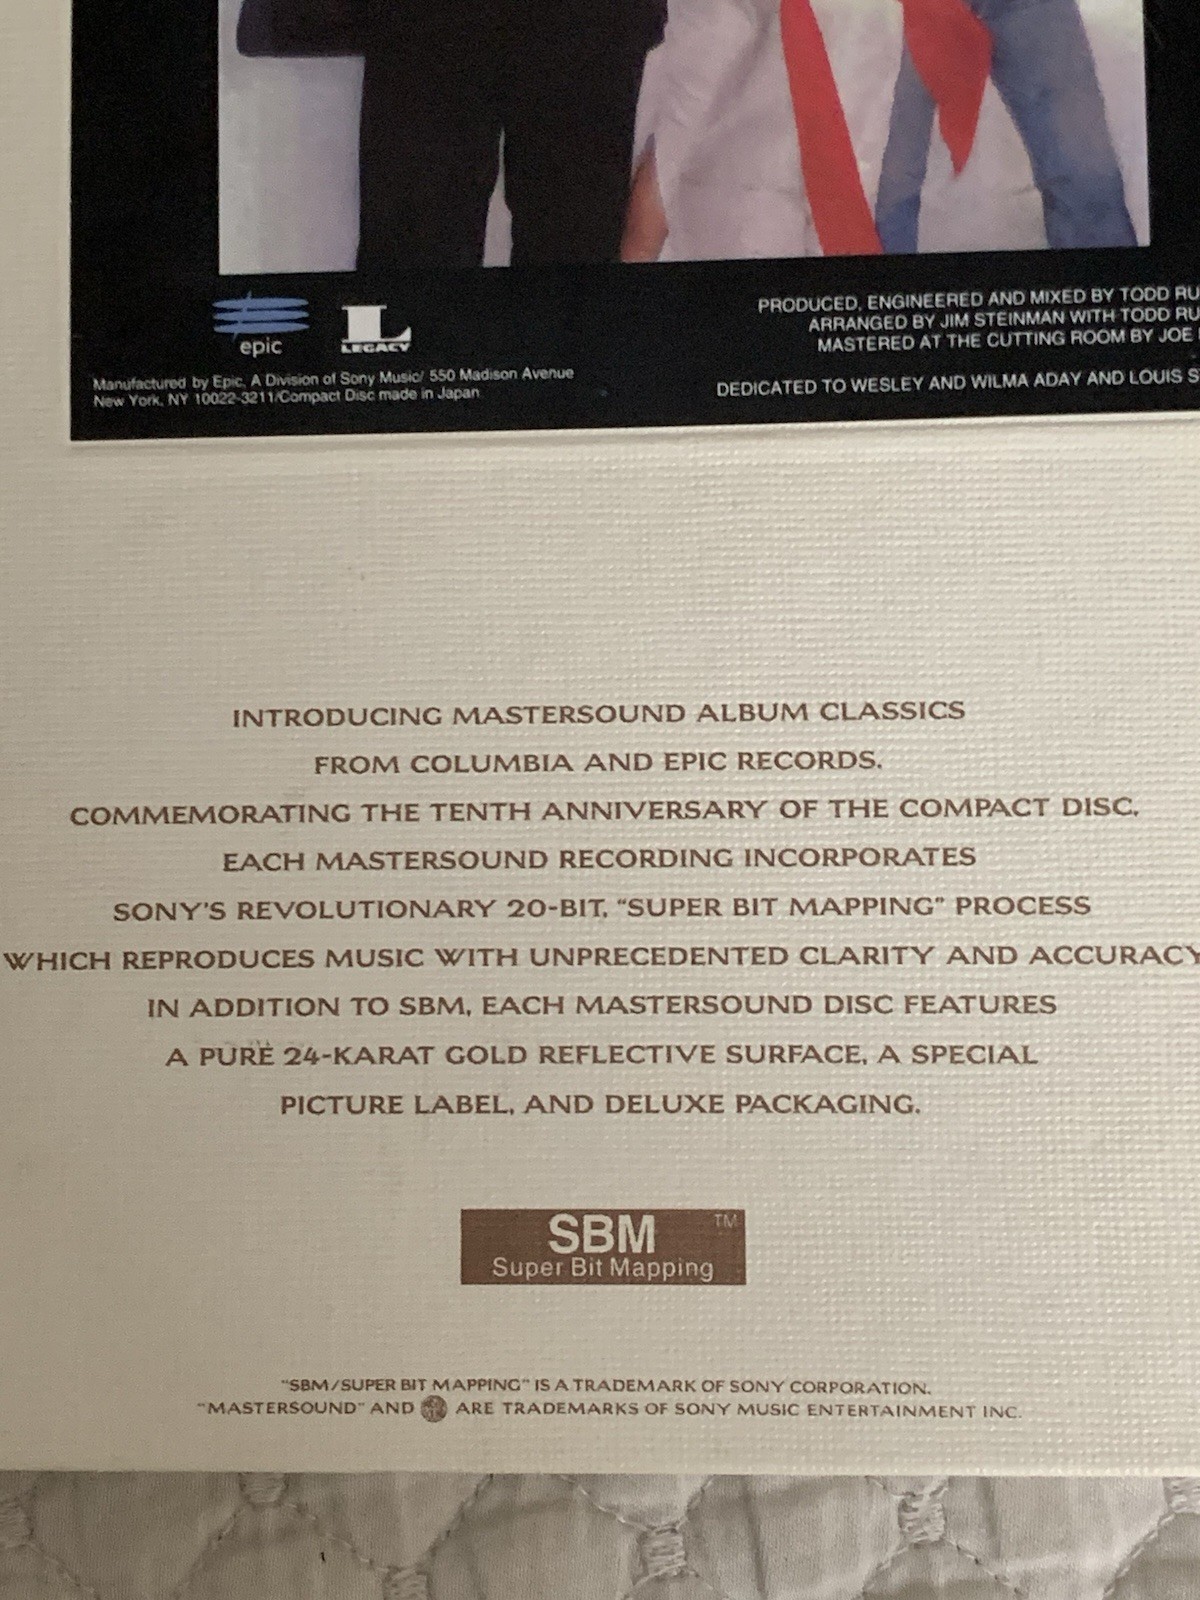 epic
LEGACY
PRODUCED, ENGINEERED AND MIXED BY TODD
ARRANGED BY JIM STEINMAN WITH TODD
MASTERED AT THE CUTTING ROOM BY JOE
Manufactured by Epic, A Division of Sony Music/ 550 Madison Avenue
New York, NY 10022-3211/Compact Disc made in Japan
DEDICATED TO WESLEY AND WILMA ADAY AND LOUIS
INTRODUCING MASTERSOUND ALBUM CLASSICS
FROM COLUMBIA AND EPIC RECORDS.
COMMEMORATING THE TENTH ANNIVERSARY OF THE COMPACT DISC,
EACH MASTERSOUND RECORDING INCORPORATES
SONY'S REVOLUTIONARY 20-BIT, "SUPER BIT MAPPING" PROCESS
WHICH REPRODUCES MUSIC WITH UNPRECEDENTED CLARITY AND ACCURACY
IN ADDITION TO SBM, EACH MASTERSOUND DISC FEATURES
A PURE 24-KARAT GOLD REFLECTIVE SURFACE, A SPECIAL
PICTURE LABEL, AND DELUXE PACKAGING.
SBM TM
Super Bit Mapping
"SBM/SUPER BIT MAPPING" IS A TRADEMARK OF SONY CORPORATION.
"MASTERSOUND" AND ARE TRADEMARKS OF SONY MUSIC ENTERTAINMENT INC.